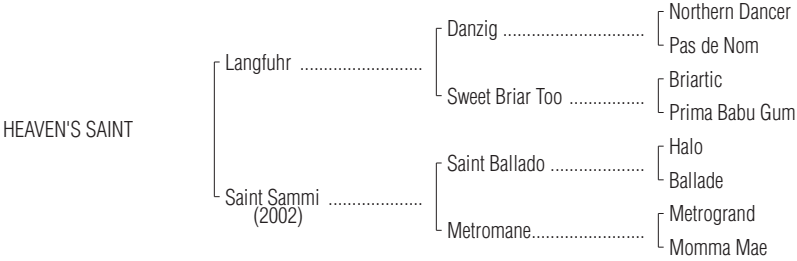 Northern Dancer
Danzig ..............................
Pas de Nom
Langfuhr ..........................
Briartic
Sweet Briar Too ................
Prima Babu Gum
HEAVEN'S SAINT
Halo
Saint Ballado ....................
Ballade
Saint Sammi ....................
(2002)
Metrogrand
Metromane........................
Momma Mae